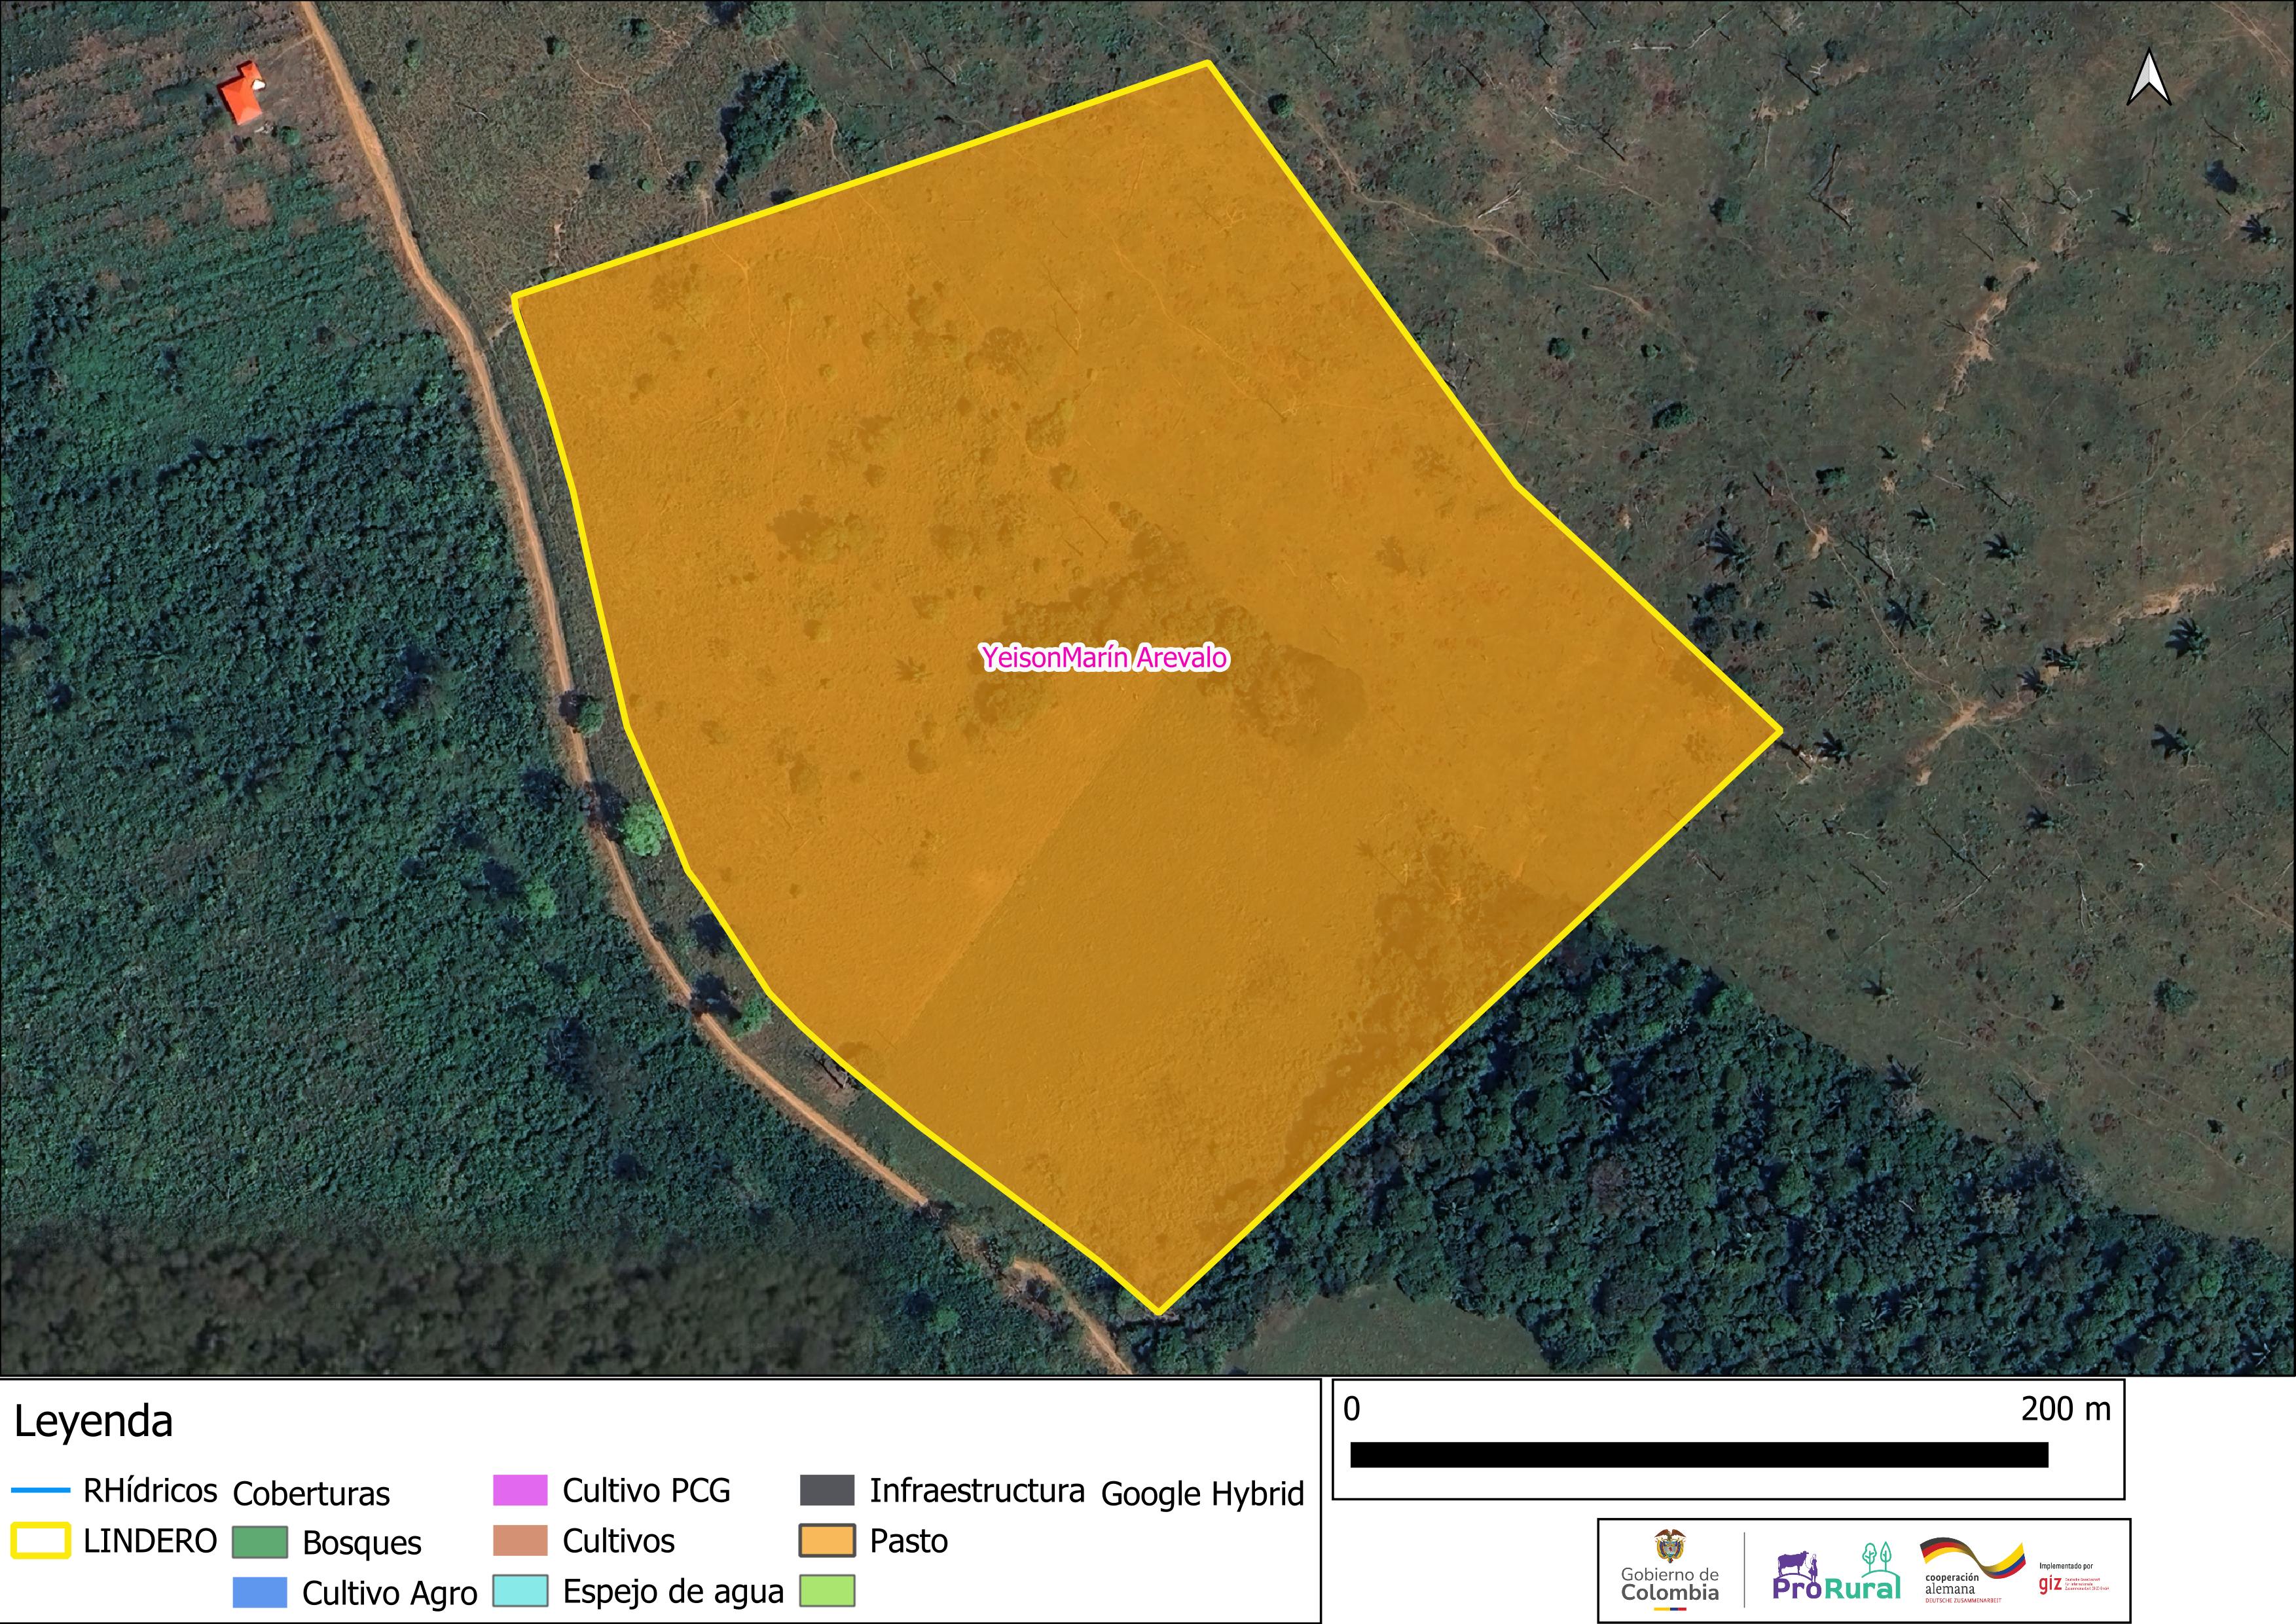 YeisonMarín Arevalo
Leyenda
RHídricos
LINDERO
Coberturas
Bosques
Cultivo Agro
Cultivo PCG
Cultivos
Espejo de agua
Infraestructura
Pasto
Google Hybrid
0 200 m
Gobierno de
Colombia
ProRural
cooperación
alemana
DEUTSCHE ZUSAMMENARBEIT
Implementado por
giz